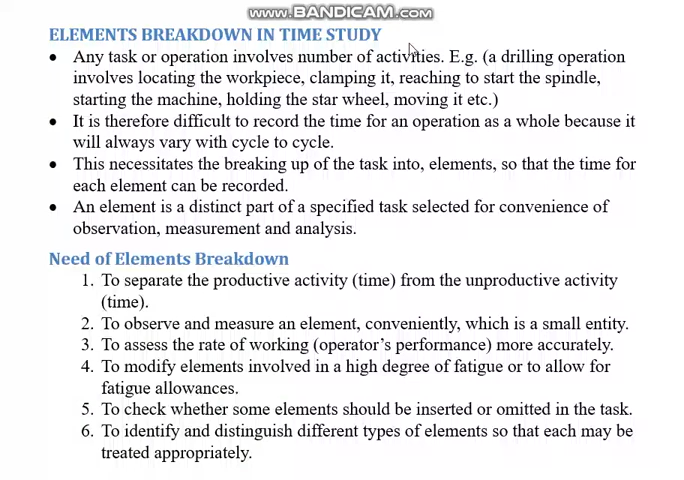 www.BANDICAM.com
ELEMENTS BREAKDOWN IN TIME STUDY
• Any task or operation involves number of activities. E.g. (a drilling operation
involves locating the workpiece, clamping it, reaching to start the spindle,
starting the machine, holding the star wheel, moving it etc.)
• It is therefore difficult to record the time for an operation as a whole because it
will always vary with cycle to cycle.
• This necessitates the breaking up of the task into, elements, so that the time for
each element can be recorded.
• An element is a distinct part of a specified task selected for convenience of
observation, measurement and analysis.
Need of Elements Breakdown
1. To separate the productive activity (time) from the unproductive activity
(time).
2. To observe and measure an element, conveniently, which is a small entity.
3. To assess the rate of working (operator's performance) more accurately.
4. To modify elements involved in a high degree of fatigue or to allow for
fatigue allowances.
5. To check whether some elements should be inserted or omitted in the task.
6. To identify and distinguish different types of elements so that each may be
treated appropriately.